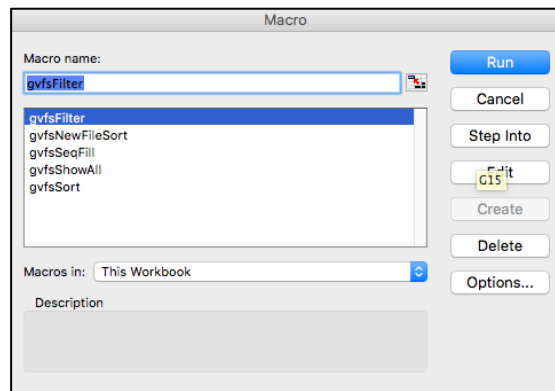 Macro
Macro name:
gvfsFilter
gvfsFilter
gvfsNewFileSort
gvfsSeqFill
gvfsShowAll
gvfsSort
Macros in: This Workbook
Description
Run
Cancel
Step Into
Edit
G15
Create
Delete
Options...